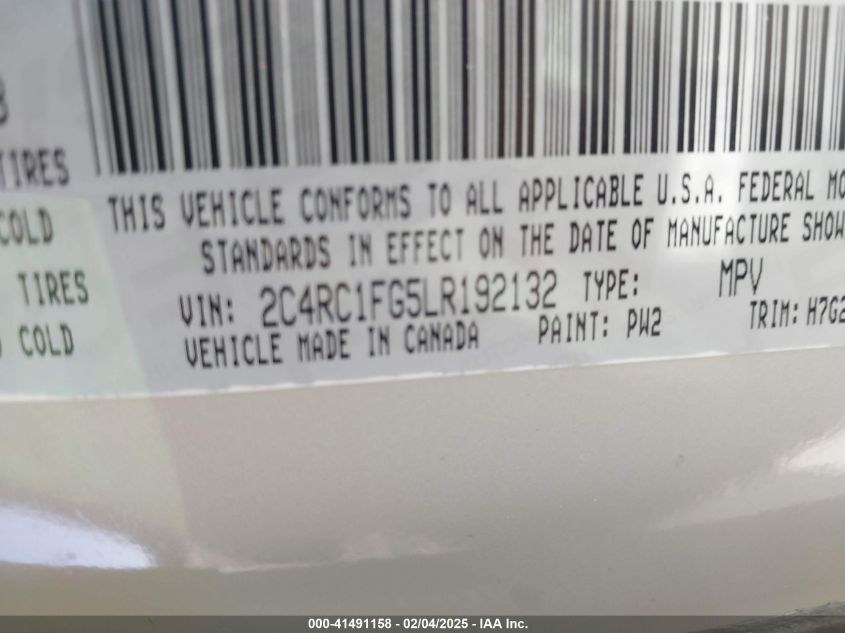 TIRES
COLD
TIRES
COLD
THIS VEHICLE CONFORMS TO ALL APPLICABLE U.S.A. FEDERAL MO
STANDARDS IN EFFECT ON THE DATE OF MANUFACTURE SHOW
VIN: 2C4RC1FG5LR192132 TYPE: MPV
VEHICLE MADE IN CANADA PAINT: PW2 TRIM: H7G2
000-41491158 - 02/04/2025 - IAA Inc.